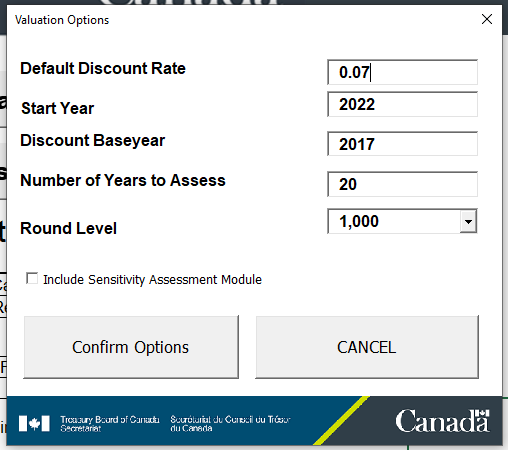 Canada
Valuation Options
Default Discount Rate 0.07
Start Year 2022
Discount Baseyear 2017
Number of Years to Assess 20
Round Level 1,000
Include Sensitivity Assessment Module
Confirm Options CANCEL
Treasury Board of Canada Secrétariat du Conseil du Trésor
Secretariat du Canada
Canada